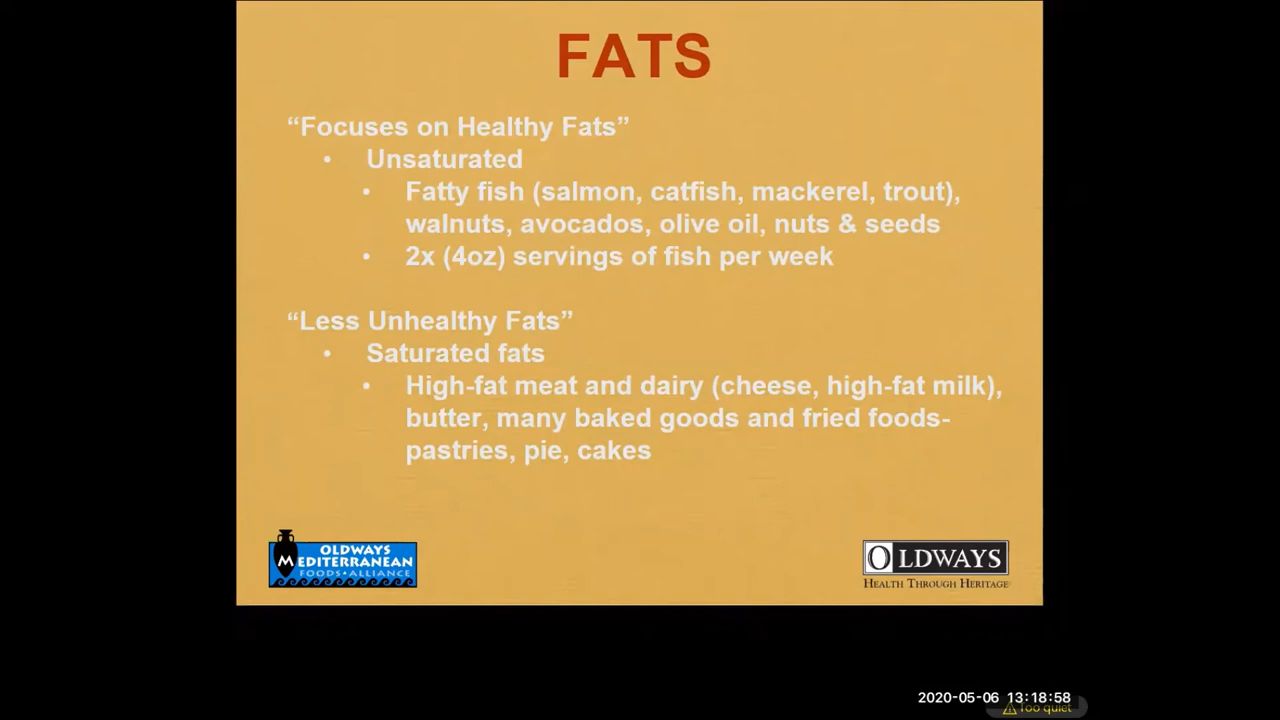 FATS
“Focuses on Healthy Fats”
• Unsaturated
• Fatty fish (salmon, catfish, mackerel, trout),
walnuts, avocados, olive oil, nuts & seeds
• 2x (4oz) servings of fish per week
“Less Unhealthy Fats”
• Saturated fats
• High-fat meat and dairy (cheese, high-fat milk),
butter, many baked goods and fried foods-
pastries, pie, cakes
OLDWAYS
MEDITERRANEAN
FOODS • ALLIANCE
OLDWAYS
HEALTH THROUGH HERITAGE
2020-05-06 13:18:58
Too quiet